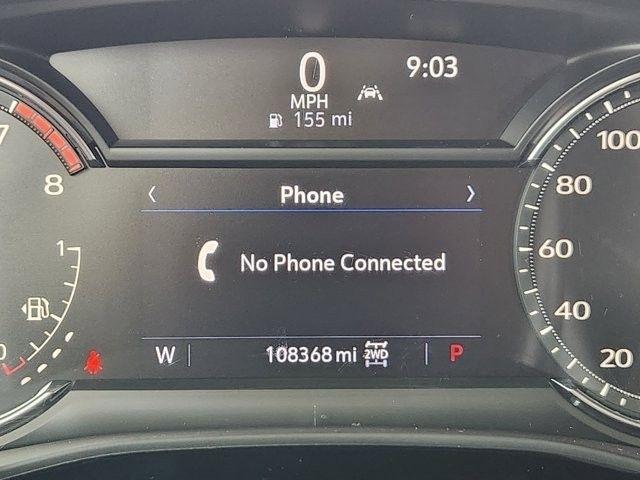 0
9:03
MPH
155 mi
7
8
1
0
‹ Phone ›
No Phone Connected
W
108368 mi
2WD
P
100
80
60
40
20